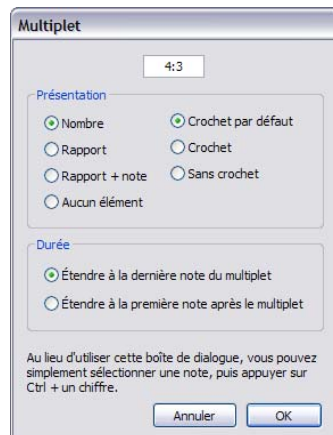 Multiplet
4:3
Présentation
Nombre
Crochet par défaut
Rapport
Crochet
Rapport + note
Sans crochet
Aucun élément
Durée
Étendre à la dernière note du multiplet
Étendre à la première note après le multiplet
Au lieu d'utiliser cette boîte de dialogue, vous pouvez
simplement sélectionner une note, puis appuyer sur
Ctrl + un chiffre.
Annuler
OK